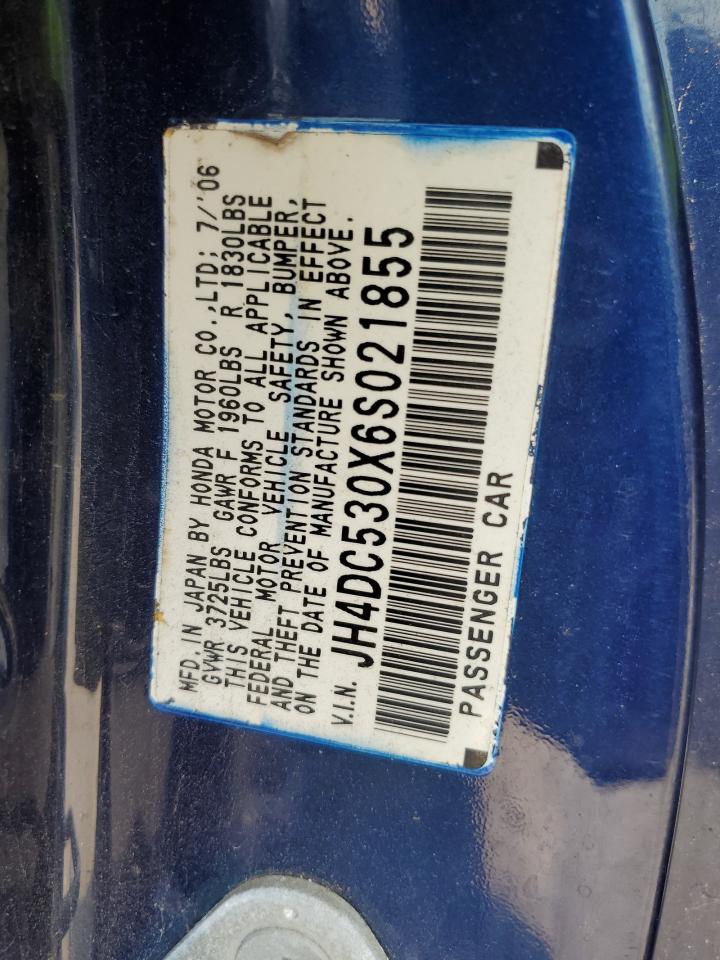 MFD. IN JAPAN BY HONDA MOTOR CO.,LTD; 7/'06
GVWR 3725LBS GAWR F 1960LBS R 1830LBS
THIS VEHICLE CONFORMS TO ALL APPLICABLE
FEDERAL MOTOR VEHICLE SAFETY, BUMPER,
AND THEFT PREVENTION STANDARDS IN EFFECT
ON THE DATE OF MANUFACTURE SHOWN ABOVE.
V.I.N. JH4DC530X6S021855
PASSENGER CAR